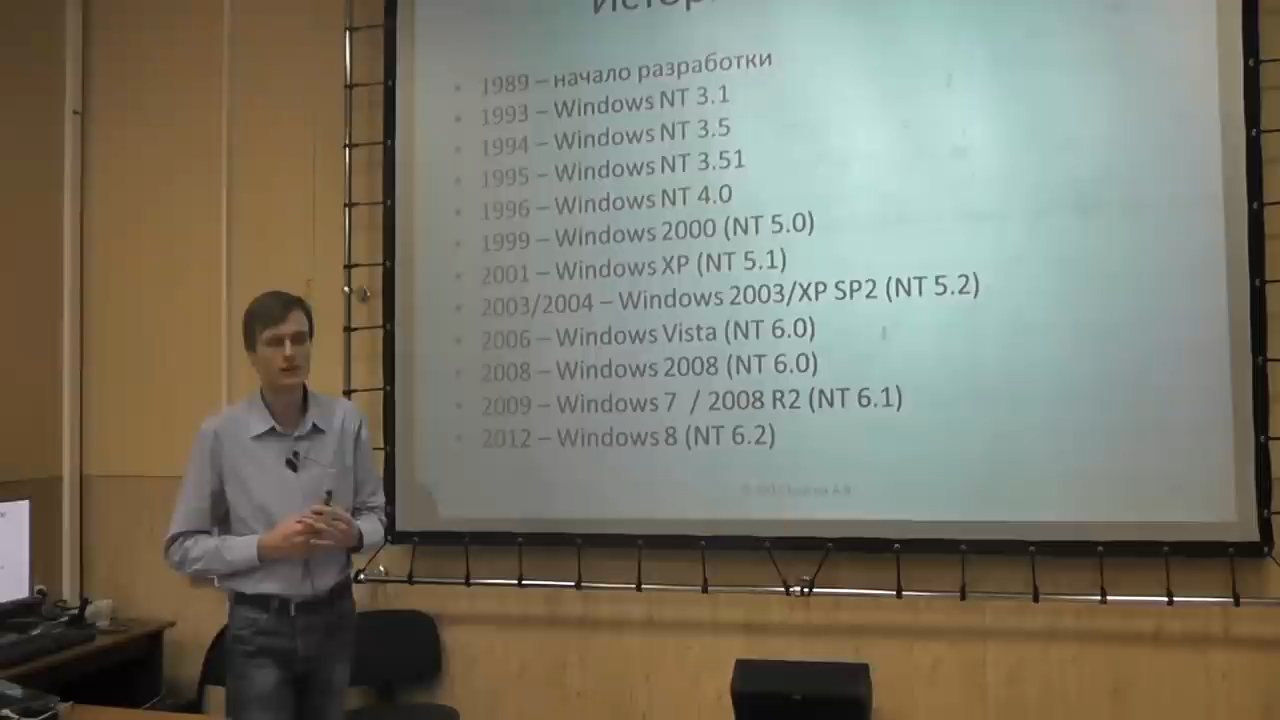 1989 – начало разработки
1993 – Windows NT 3.1
1994 – Windows NT 3.5
1995 – Windows NT 3.51
1996 – Windows NT 4.0
1999 – Windows 2000 (NT 5.0)
2001 – Windows XP (NT 5.1)
2003/2004 – Windows 2003/XP SP2 (NT 5.2)
2006 – Windows Vista (NT 6.0)
2008 – Windows 2008 (NT 6.0)
2009 – Windows 7 / 2008 R2 (NT 6.1)
2012 – Windows 8 (NT 6.2)